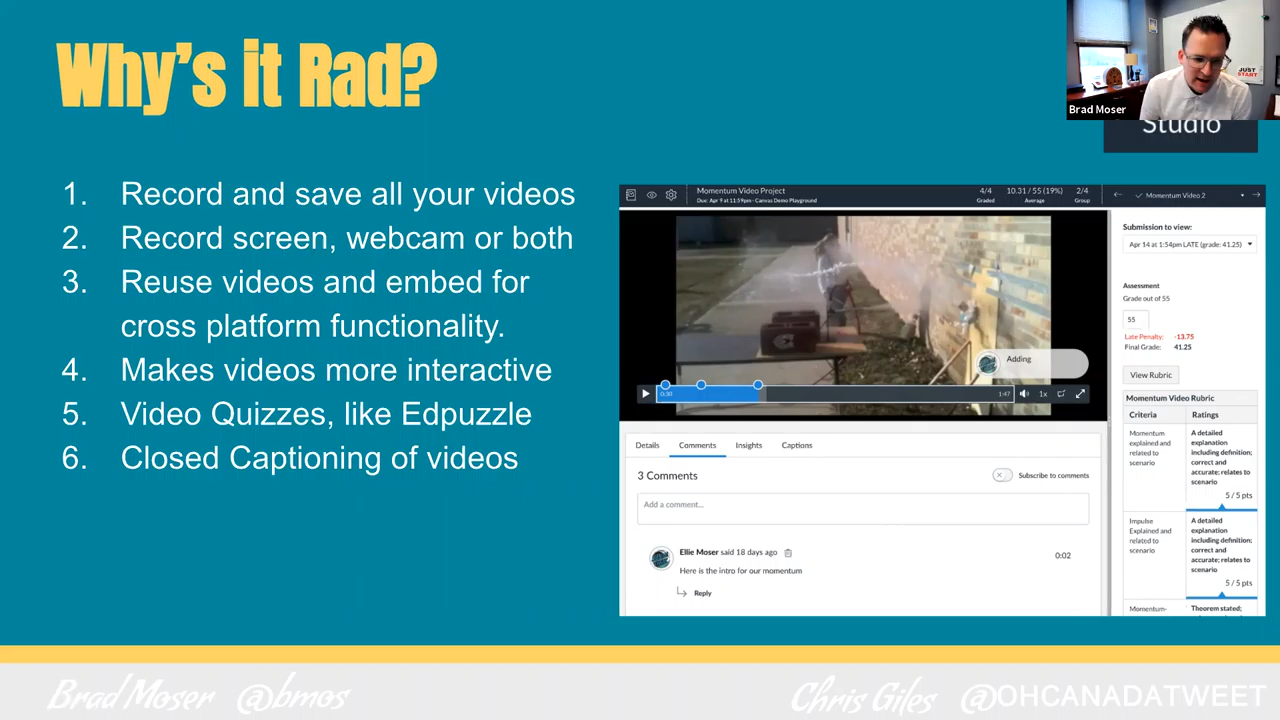 Why's it Rad?
1. Record and save all your videos
2. Record screen, webcam or both
3. Reuse videos and embed for
cross platform functionality.
4. Makes videos more interactive
5. Video Quizzes, like Edpuzzle
6. Closed Captioning of videos
JUST
START
Brad Moser
Studio
Momentum Video Project
Due: Apr 9 at 11:59pm - Canvas Demo Playground
4/4
Graded
10.31 / 55 (19%)
Average
2/4
Group
Momentum Video 2
Adding
0:30
1:47
1x
Details
Comments
Insights
Captions
3 Comments
Subscribe to comments
Add a comment...
Ellie Moser said 18 days ago
0:02
Here is the intro for our momentum
Reply
Submission to view:
Apr 14 at 1:54pm LATE (grade: 41.25)
Assessment
Grade out of 55
55
Late Penalty: -13.75
Final Grade: 41.25
View Rubric
Momentum Video Rubric
Criteria Ratings
Momentum
explained and
related to
scenario
A detailed
explanation
including definition;
correct and
accurate; relates to
scenario
5 / 5 pts
Impulse
Explained and
related to
scenario
A detailed
explanation
including definition;
correct and
accurate; relates to
scenario
5 / 5 pts
Momentum-
Theorem stated;
Brad Moser @bmos
Chris Giles @OHCANADATWEET